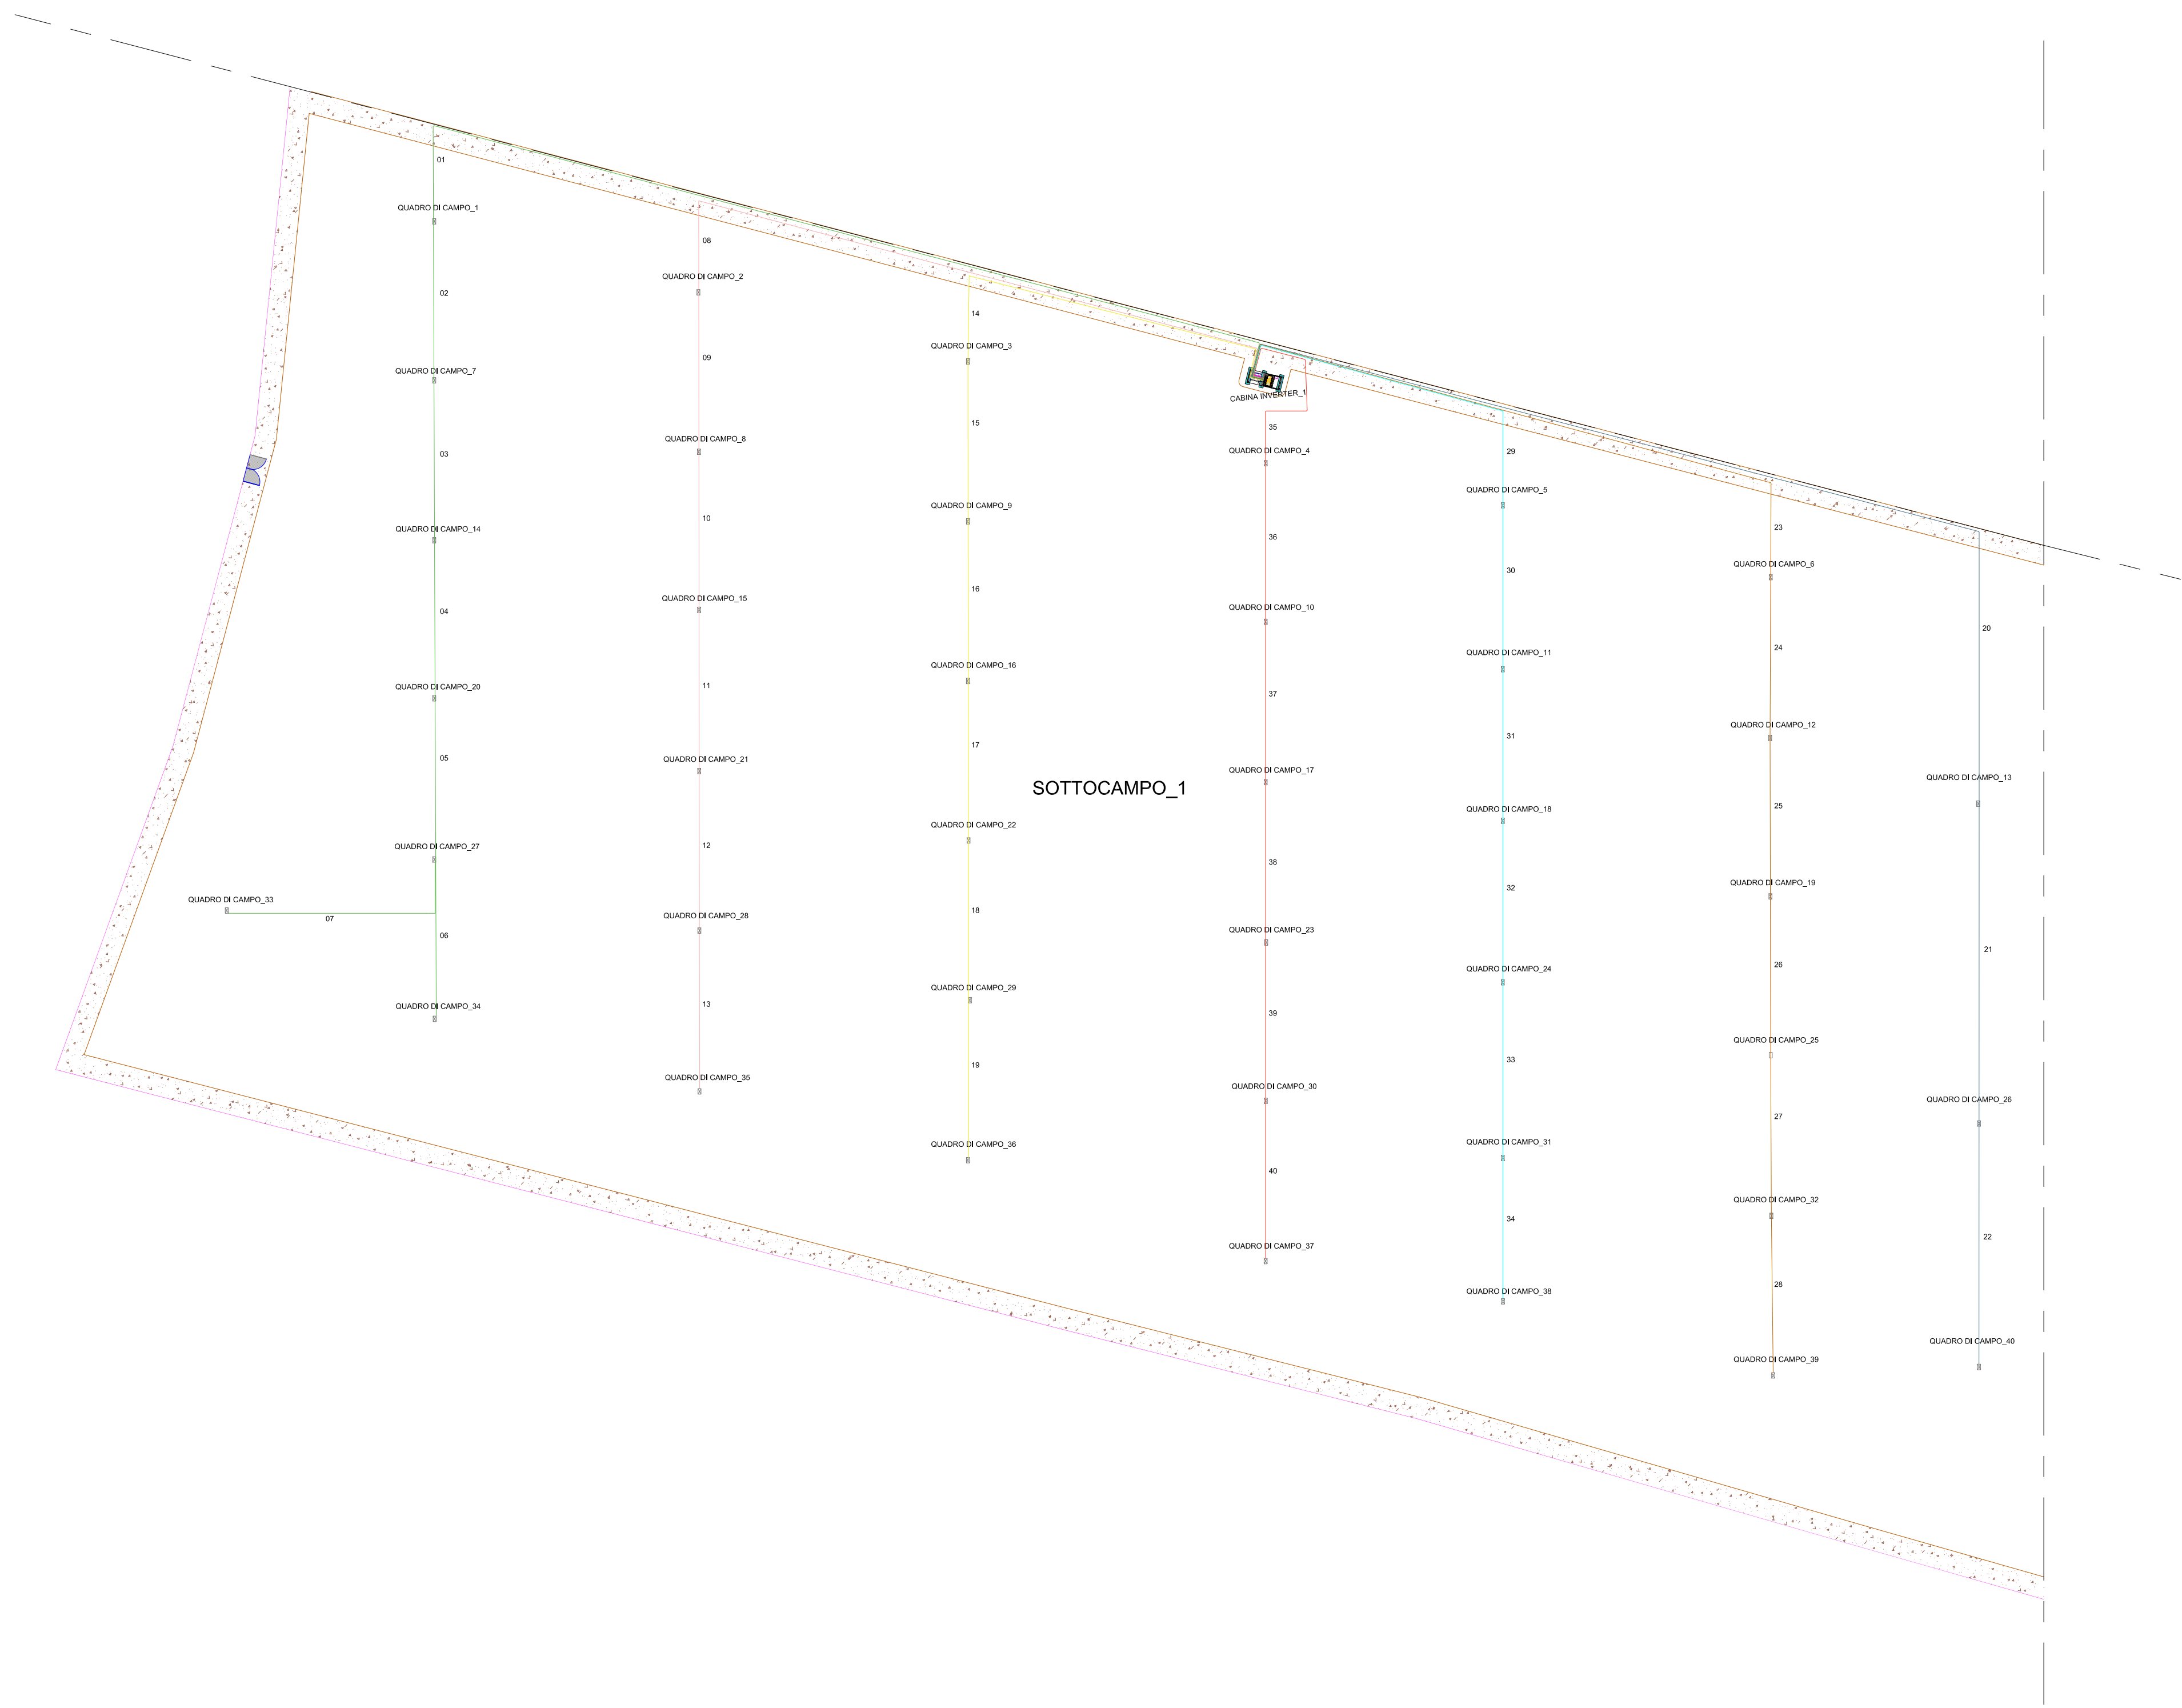 01
QUADRO DI CAMPO_1
08
QUADRO DI CAMPO_2
02
14
QUADRO DI CAMPO_3
09
QUADRO DI CAMPO_7
CABINA INVERTER_1
15
35
QUADRO DI CAMPO_8
QUADRO DI CAMPO_4
29
03
QUADRO DI CAMPO_5
QUADRO DI CAMPO_9
10
23
QUADRO DI CAMPO_14
36
QUADRO DI CAMPO_6
30
16
QUADRO DI CAMPO_15
QUADRO DI CAMPO_10
04
20
24
QUADRO DI CAMPO_11
QUADRO DI CAMPO_16
11
QUADRO DI CAMPO_20
37
QUADRO DI CAMPO_12
31
17
05
QUADRO DI CAMPO_21
QUADRO DI CAMPO_17
QUADRO DI CAMPO_13
SOTTOCAMPO_1
25
QUADRO DI CAMPO_18
QUADRO DI CAMPO_22
12
QUADRO DI CAMPO_27
38
QUADRO DI CAMPO_19
32
QUADRO DI CAMPO_33
18
QUADRO DI CAMPO_28
07
QUADRO DI CAMPO_23
06
21
26
QUADRO DI CAMPO_24
QUADRO DI CAMPO_29
13
QUADRO DI CAMPO_34
39
QUADRO DI CAMPO_25
33
19
QUADRO DI CAMPO_35
QUADRO DI CAMPO_30
QUADRO DI CAMPO_26
27
QUADRO DI CAMPO_31
QUADRO DI CAMPO_36
40
QUADRO DI CAMPO_32
34
22
QUADRO DI CAMPO_37
28
QUADRO DI CAMPO_38
QUADRO DI CAMPO_40
QUADRO DI CAMPO_39